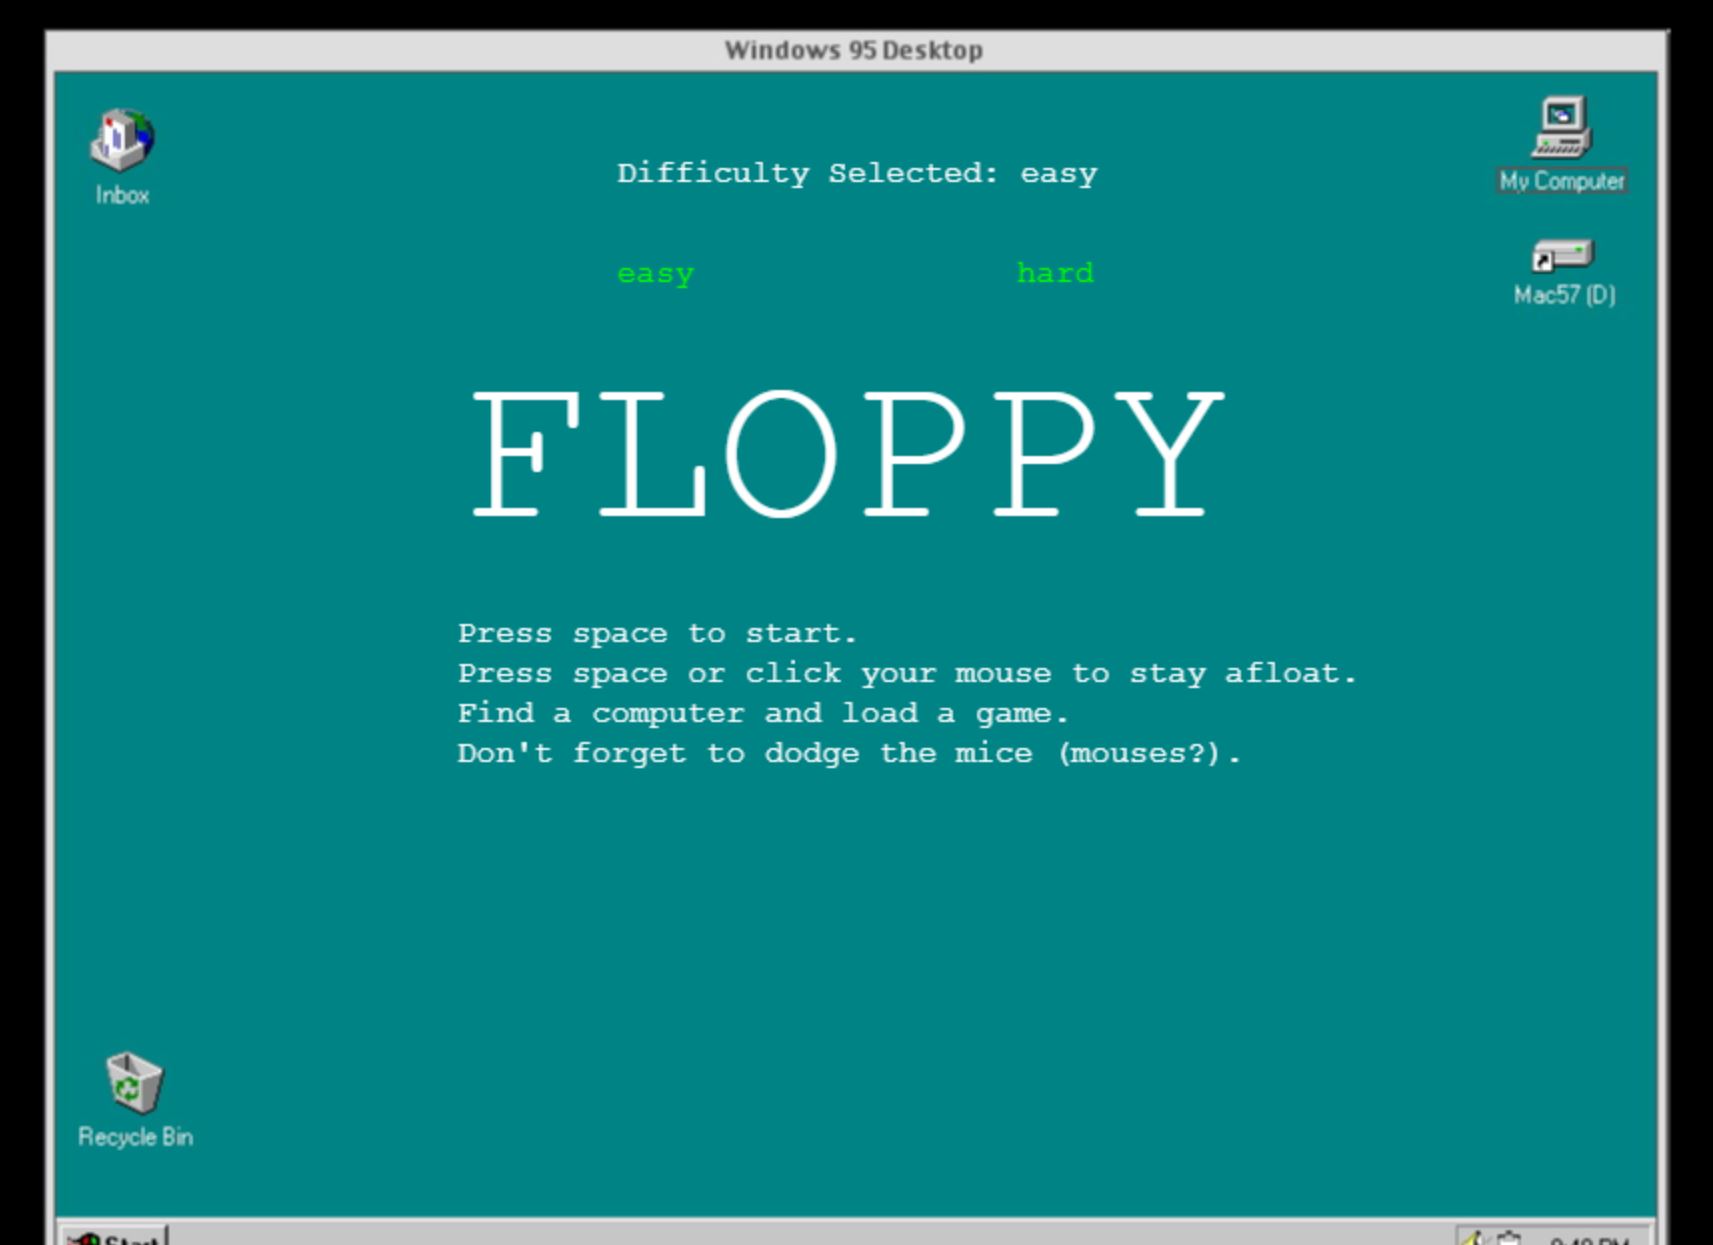 Windows 95 Desktop
Inbox
My Computer
Mac57 (D)
Difficulty Selected: easy
easy hard
FLOPPY
Press space to start.
Press space or click your mouse to stay afloat.
Find a computer and load a game.
Don't forget to dodge the mice (mouses?).
Recycle Bin
Start